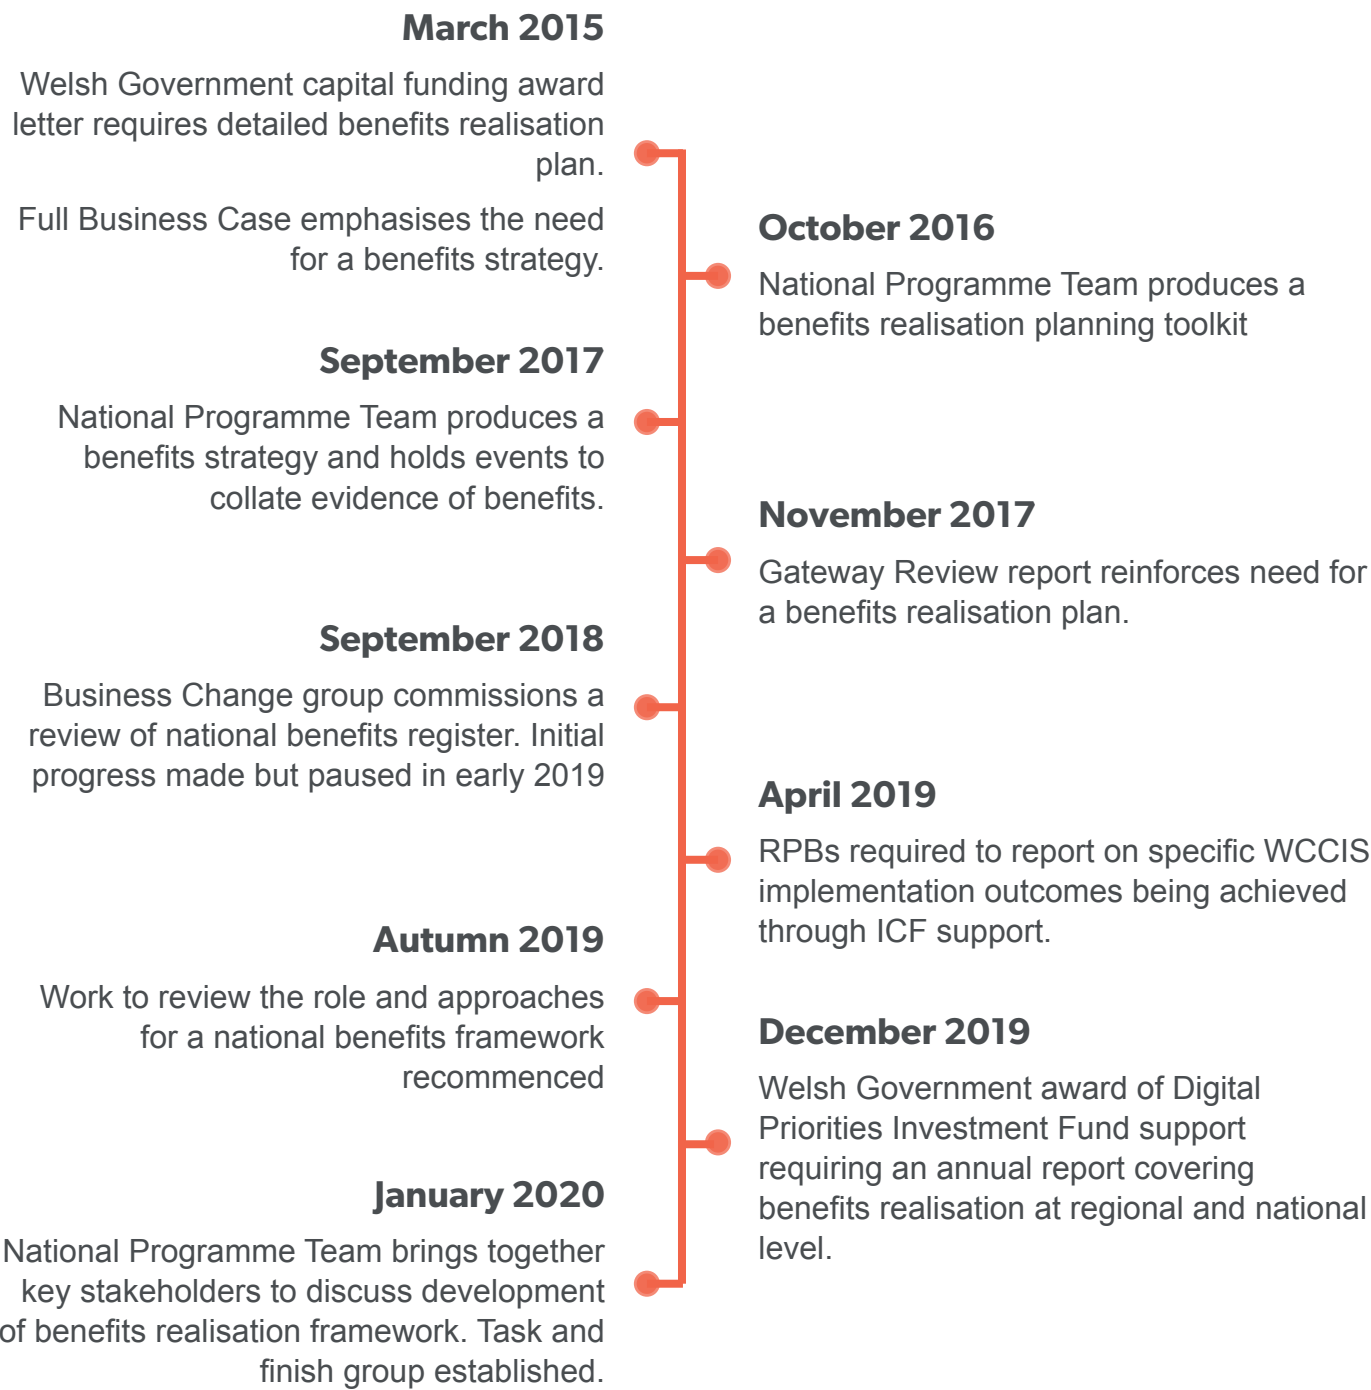 March 2015
Welsh Government capital funding award
letter requires detailed benefits realisation
plan.
Full Business Case emphasises the need
for a benefits strategy.
October 2016
National Programme Team produces a
benefits realisation planning toolkit
September 2017
National Programme Team produces a
benefits strategy and holds events to
collate evidence of benefits.
November 2017
Gateway Review report reinforces need for
a benefits realisation plan.
September 2018
Business Change group commissions a
review of national benefits register. Initial
progress made but paused in early 2019
April 2019
RPBs required to report on specific WCCIS
implementation outcomes being achieved
through ICF support.
Autumn 2019
Work to review the role and approaches
for a national benefits framework
recommenced
December 2019
Welsh Government award of Digital
Priorities Investment Fund support
requiring an annual report covering
benefits realisation at regional and national
level.
January 2020
National Programme Team brings together
key stakeholders to discuss development
of benefits realisation framework. Task and
finish group established.